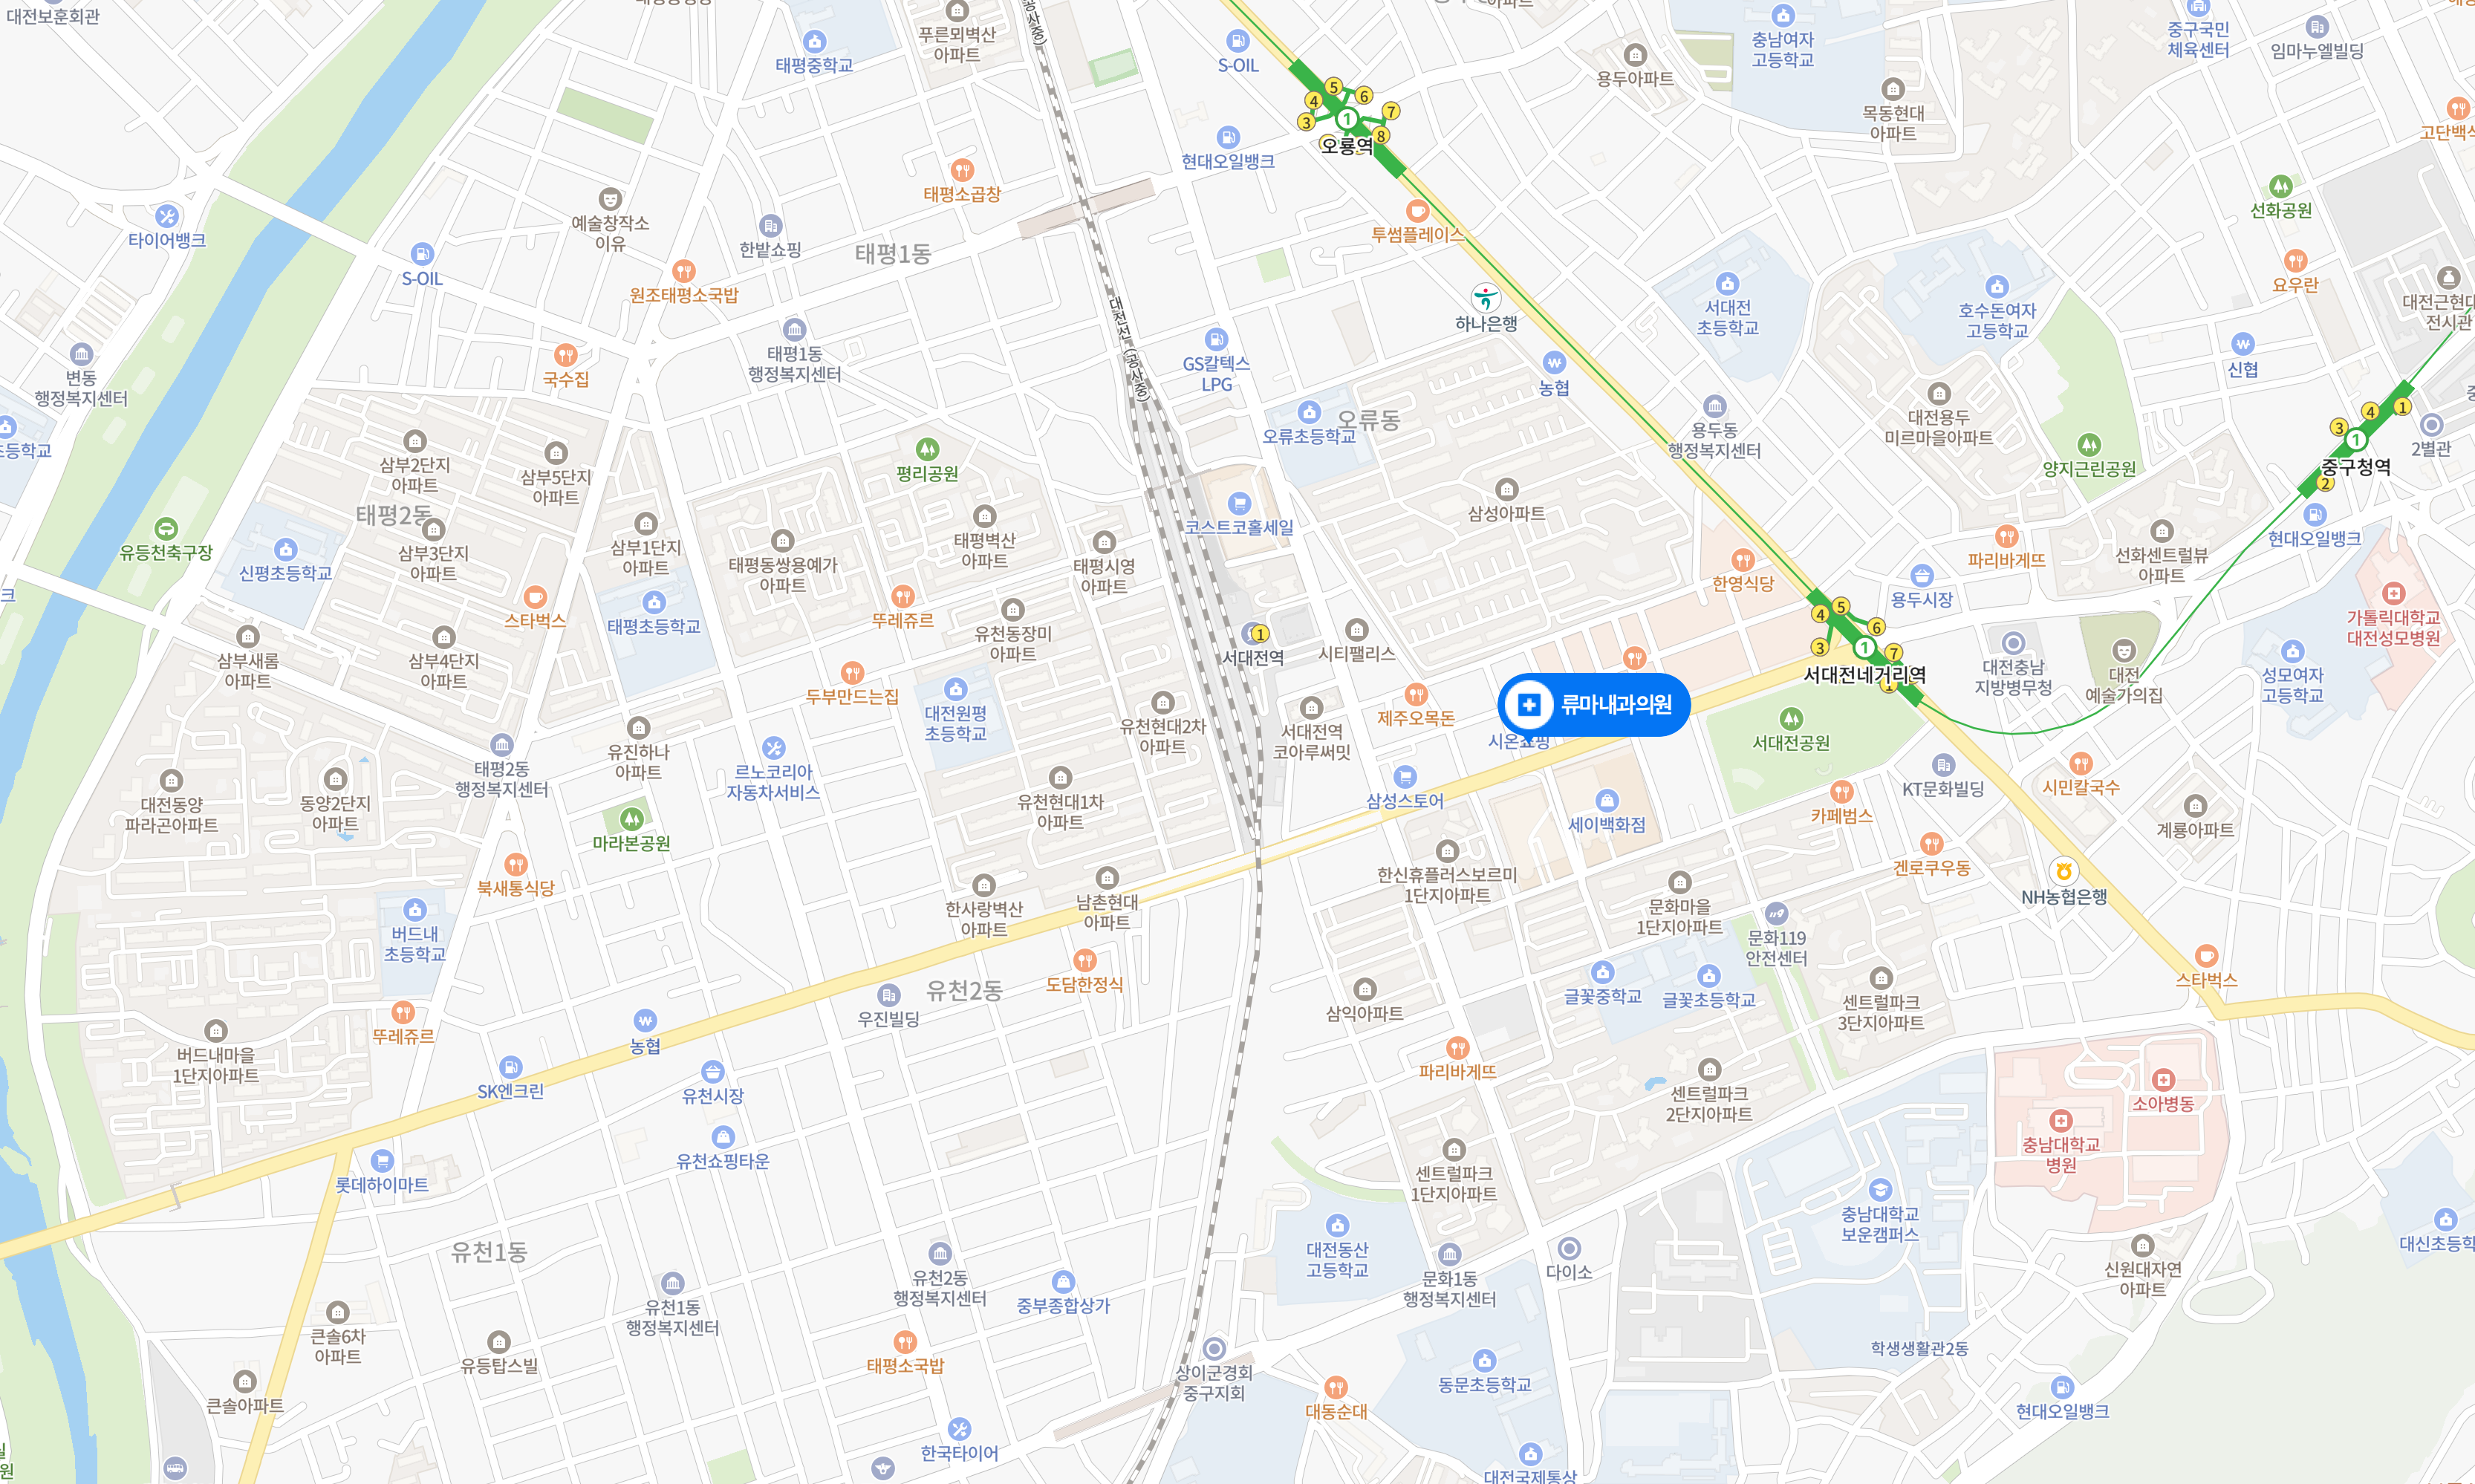 대전보훈회관
푸른뫼벽산
아파트
태평중학교
S-OIL
충남여자
고등학교
용두아파트
중구국민
체육센터
임마누엘빌딩
목동현대
아파트
4
5
6
3
1
7
8
오룡역
현대오일뱅크
태평소곱창
투썸플레이스
타이어뱅크
예술창작소
이유
한밭쇼핑
태평1동
S-OIL
원조태평소국밥
선화공원
요우란
하나은행
서대전
초등학교
호수돈여자
고등학교
대전선 (공사중)
변동
행정복지센터
국수집
태평1동
행정복지센터
GS칼텍스
LPG
농협
신협
오류초등학교
오류동
용두동
행정복지센터
대전용두
미르마을아파트
3
4
1
1
중구청역
2
2별관
삼부2단지
아파트
삼부5단지
아파트
평리공원
양지근린공원
태평2동
코스트코홀세일
삼성아파트
유등천축구장
신평초등학교
삼부3단지
아파트
삼부1단지
아파트
태평동쌍용예가
아파트
태평벽산
아파트
태평시영
아파트
파리바게뜨
선화센트럴뷰
아파트
현대오일뱅크
한영식당
용두시장
스타벅스
태평초등학교
뚜레쥬르
유천동장미
아파트
가톨릭대학교
대전성모병원
4
5
6
3
1
7
서대전네거리역
1
1
서대전역
시티팰리스
삼부새롬
아파트
삼부4단지
아파트
두부만드는집
대전원평
초등학교
대전충남
지방병무청
대전
예술가의집
성모여자
고등학교
류마내과의원
제주오목돈
시온쇼핑
유천현대2차
아파트
서대전역
코아루써밋
서대전공원
태평2동
행정복지센터
유진하나
아파트
르노코리아
자동차서비스
대전동양
파라곤아파트
동양2단지
아파트
유천현대1차
아파트
삼성스토어
세이백화점
카페범스
KT문화빌딩
시민칼국수
계룡아파트
마라본공원
겐로쿠우동
북새통식당
한신휴플러스보르미
1단지아파트
NH농협은행
한사랑벽산
아파트
남촌현대
아파트
문화마을
1단지아파트
문화119
안전센터
버드내
초등학교
유천2동
도담한정식
우진빌딩
글꽃중학교
글꽃초등학교
스타벅스
삼익아파트
센트럴파크
3단지아파트
뚜레쥬르
농협
버드내마을
1단지아파트
SK엔크린
유천시장
파리바게뜨
센트럴파크
2단지아파트
소아병동
충남대학교
병원
유천쇼핑타운
롯데하이마트
센트럴파크
1단지아파트
충남대학교
보운캠퍼스
유천1동
대전동산
고등학교
다이소
유천2동
행정복지센터
문화1동
행정복지센터
중부종합상가
유천1동
행정복지센터
신원대자연
아파트
큰솔6차
아파트
유등탑스빌
태평소국밥
상이군경회
중구지회
학생생활관2동
동문초등학교
큰솔아파트
대동순대
현대오일뱅크
한국타이어
대전국제통상